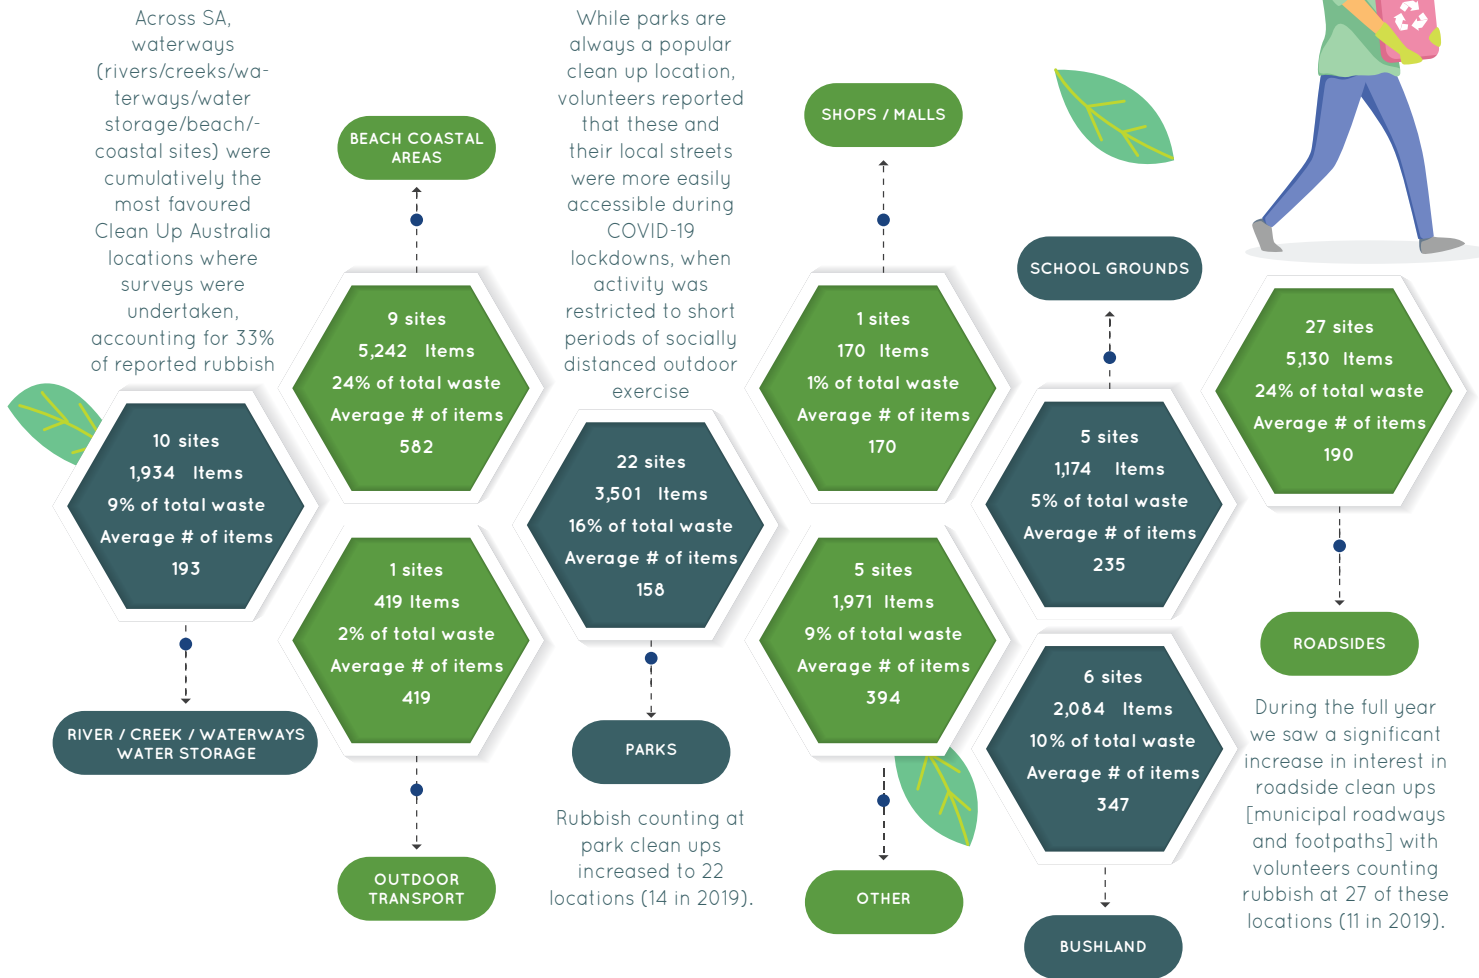 Across SA,
waterways
(rivers/creeks/wa-
terways/water
storage/beach/-
coastal sites) were
cumulatively the
most favoured
Clean Up Australia
locations where
surveys were
undertaken,
accounting for 33%
of reported rubbish
10 sites
1,934 Items
9% of total waste
Average # of items
193
RIVER / CREEK / WATERWAYS
WATER STORAGE
BEACH COASTAL
AREAS
9 sites
5,242 Items
24% of total waste
Average # of items
582
1 sites
419 Items
2% of total waste
Average # of items
419
OUTDOOR
TRANSPORT
While parks are
always a popular
clean up location,
volunteers reported
that these and
their local streets
were more easily
accessible during
COVID-19
lockdowns, when
activity was
restricted to short
periods of socially
distanced outdoor
exercise
22 sites
3,501 Items
16% of total waste
Average # of items
158
PARKS
Rubbish counting at
park clean ups
increased to 22
locations (14 in 2019).
SHOPS / MALLS
1 sites
170 Items
1% of total waste
Average # of items
170
5 sites
1,971 Items
9% of total waste
Average # of items
394
OTHER
SCHOOL GROUNDS
5 sites
1,174 Items
5% of total waste
Average # of items
235
6 sites
2,084 Items
10% of total waste
Average # of items
347
BUSHLAND
27 sites
5,130 Items
24% of total waste
Average # of items
190
ROADSIDES
During the full year
we saw a significant
increase in interest in
roadside clean ups
[municipal roadways
and footpaths] with
volunteers counting
rubbish at 27 of these
locations (11 in 2019).